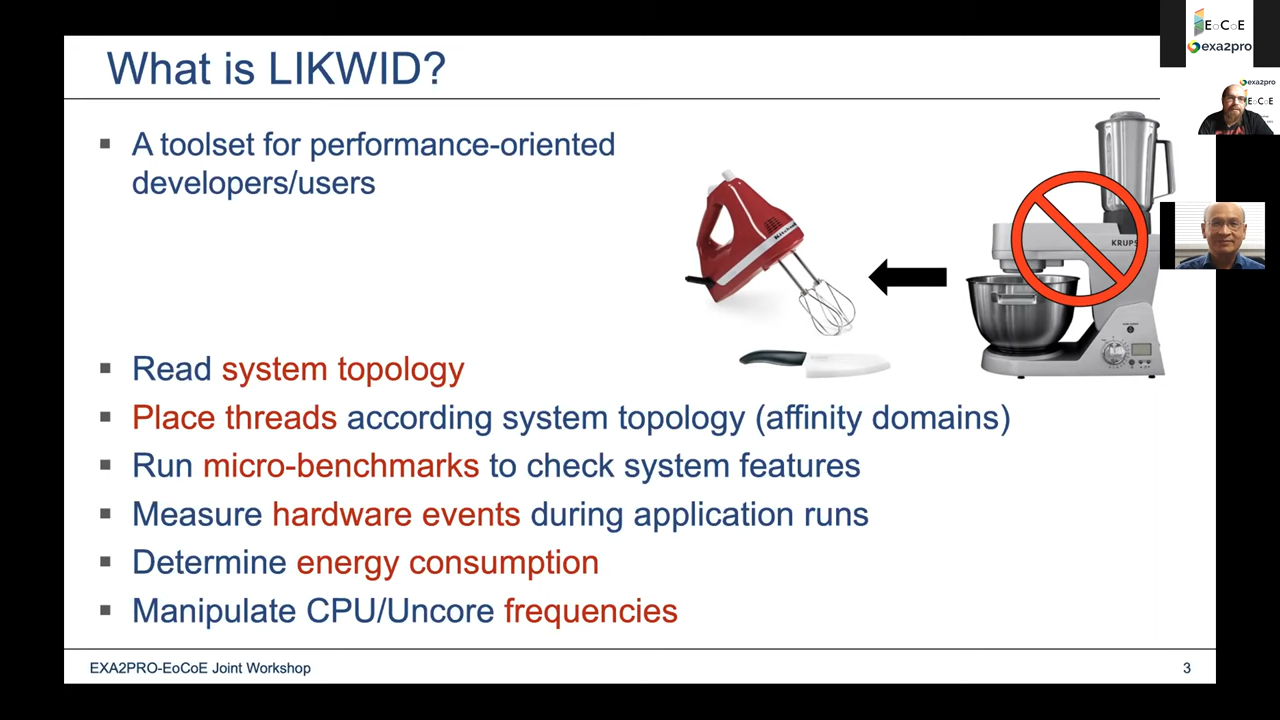 What is LIKWID?
A toolset for performance-oriented
developers/users
Read system topology
Place threads according system topology (affinity domains)
Run micro-benchmarks to check system features
Measure hardware events during application runs
Determine energy consumption
Manipulate CPU/Uncore frequencies
EXA2PRO-EoCoE Joint Workshop
3
KRUPS
EoCoE
exa2pro
exa2pro
EoCoE